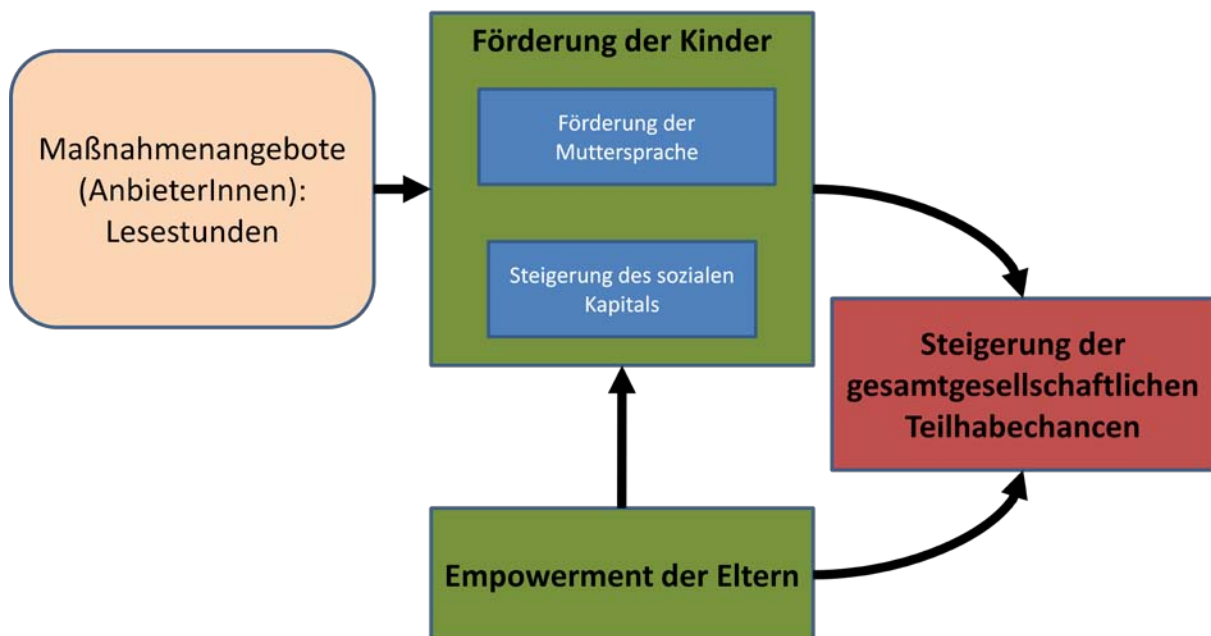 Maßnahmenangebote
(AnbieterInnen):
Lesestunden
Förderung der Kinder
Förderung der
Muttersprache
Steigerung des sozialen
Kapitals
Steigerung der
gesamtgesellschaftlichen
Teilhabechancen
Empowerment der Eltern